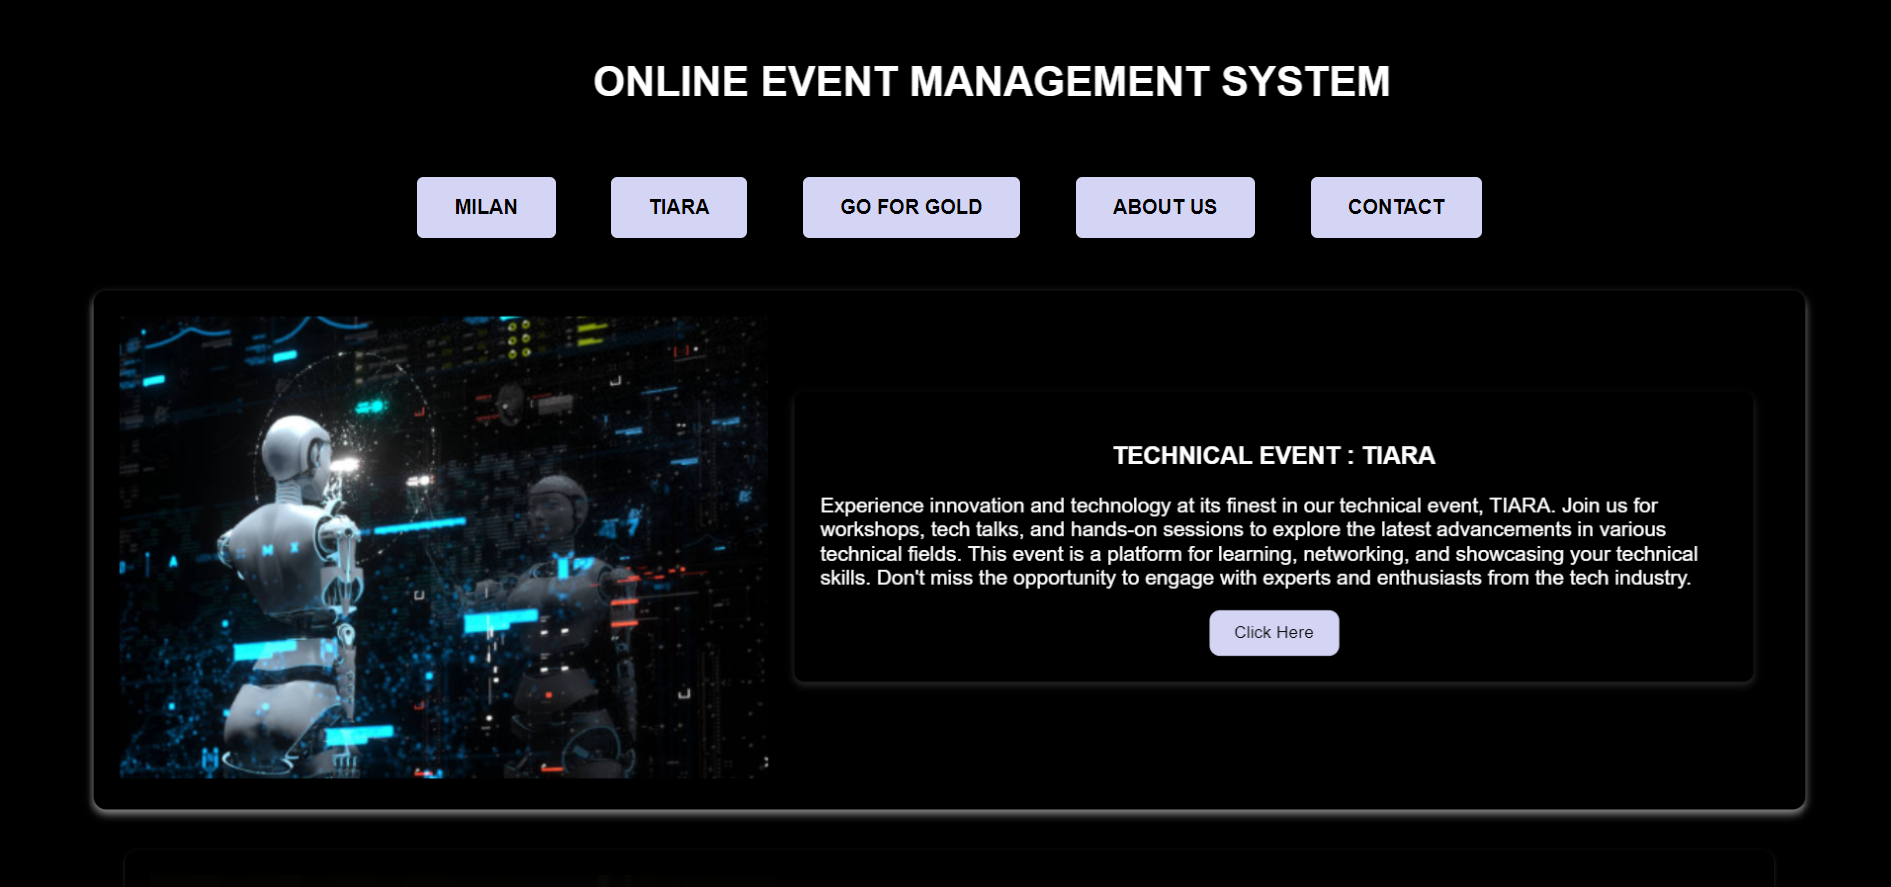 ONLINE EVENT MANAGEMENT SYSTEM
MILAN TIARA GO FOR GOLD ABOUT US CONTACT
TECHNICAL EVENT : TIARA
Experience innovation and technology at its finest in our technical event, TIARA. Join us for
workshops, tech talks, and hands-on sessions to explore the latest advancements in various
technical fields. This event is a platform for learning, networking, and showcasing your technical
skills. Don't miss the opportunity to engage with experts and enthusiasts from the tech industry.
Click Here